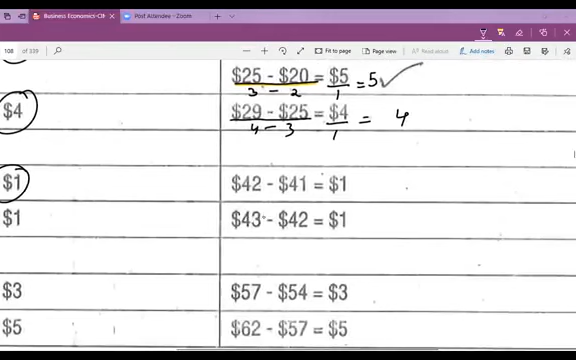 Business Economics-CM
Post Attendee - Zoom
108 of 339
Fit to page
Page view
Read aloud
Add notes
$25 - $20 = $5 = 5
3 - 2 1
$4 $29 - $25 = $4 = 4
4 - 3 1
$1 $42 - $41 = $1
$1 $43 - $42 = $1
$3 $57 - $54 = $3
$5 $62 - $57 = $5